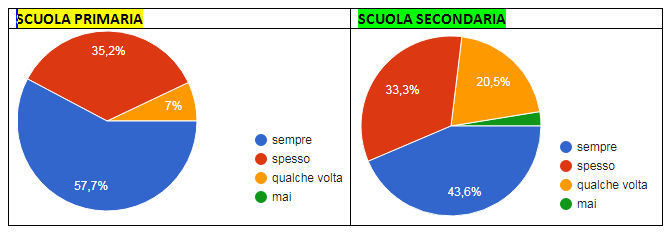 SCUOLA PRIMARIA
35,2%
7%
57,7%
sempre
spesso
qualche volta
mai
SCUOLA SECONDARIA
33,3%
20,5%
43,6%
sempre
spesso
qualche volta
mai